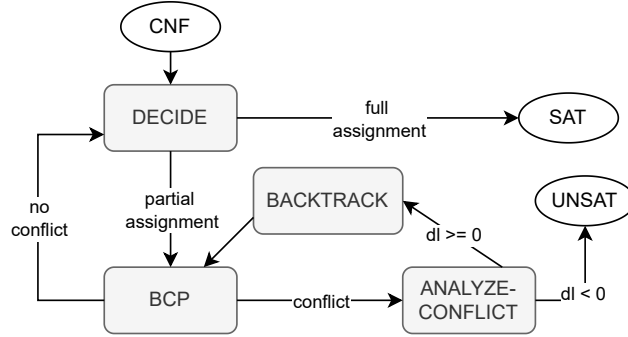 CNF
DECIDE
full
assignment
SAT
no
conflict
partial
assignment
BACKTRACK
UNSAT
dl >= 0
BCP
conflict
ANALYZE-
CONFLICT
dl < 0